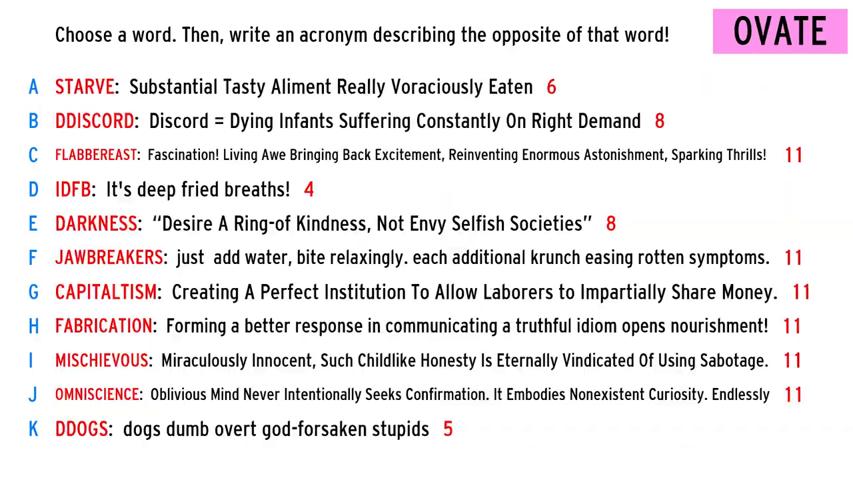 Choose a word. Then, write an acronym describing the opposite of that word!
OVATE
A STARVE: Substantial Tasty Aliment Really Voraciously Eaten 6
B DDISCORD: Discord = Dying Infants Suffering Constantly On Right Demand 8
C FLABBEREAST: Fascination! Living Awe Bringing Back Excitement, Reinventing Enormous Astonishment, Sparking Thrills! 11
D IDFB: It's deep fried breaths! 4
E DARKNESS: “Desire A Ring-of Kindness, Not Envy Selfish Societies” 8
F JAWBREAKERS: just add water, bite relaxingly. each additional krunch easing rotten symptoms. 11
G CAPITALTISM: Creating A Perfect Institution To Allow Laborers to Impartially Share Money. 11
H FABRICATION: Forming a better response in communicating a truthful idiom opens nourishment! 11
I MISCHIEVOUS: Miraculously Innocent, Such Childlike Honesty Is Eternally Vindicated Of Using Sabotage. 11
J OMNISCIENCE: Oblivious Mind Never Intentionally Seeks Confirmation. It Embodies Nonexistent Curiosity. Endlessly 11
K DDOGS: dogs dumb overt god-forsaken stupids 5